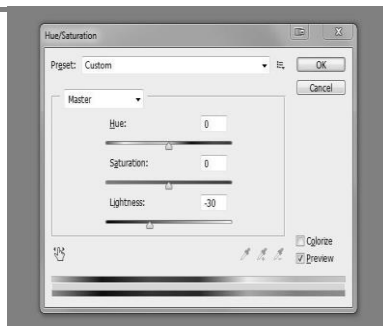 Hue/Saturation
Preset: Custom
OK
Cancel
Master
Hue: 0
Saturation: 0
Lightness: -30
Colorize
Preview